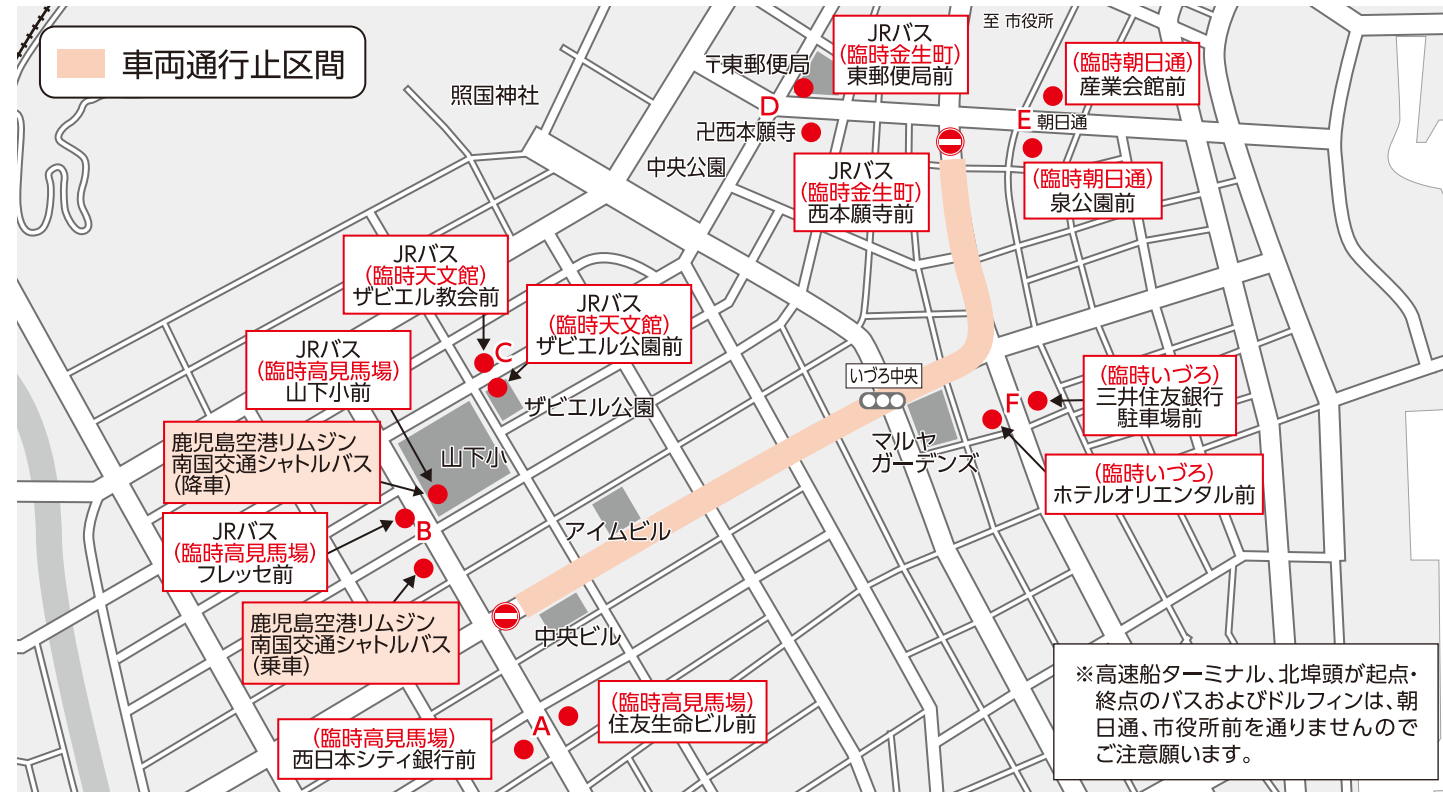 車両通行止区間
至 市役所
照国神社
〒東郵便局
JRバス
(臨時金生町)
東郵便局前
(臨時朝日通)
産業会館前
D
卍西本願寺
E 朝日通
中央公園
JRバス
(臨時金生町)
西本願寺前
(臨時朝日通)
泉公園前
JRバス
(臨時天文館)
ザビエル教会前
JRバス
(臨時天文館)
ザビエル公園前
C
JRバス
(臨時高見馬場)
山下小前
ザビエル公園
いづろ中央
(臨時いづろ)
三井住友銀行
駐車場前
F
鹿児島空港リムジン
南国交通シャトルバス
(降車)
山下小
マルヤ
ガーデンズ
(臨時いづろ)
ホテルオリエンタル前
JRバス
(臨時高見馬場)
フレッセ前
B
アイムビル
鹿児島空港リムジン
南国交通シャトルバス
(乗車)
中央ビル
(臨時高見馬場)
住友生命ビル前
A
(臨時高見馬場)
西日本シティ銀行前
※高速船ターミナル、北埠頭が起点・
終点のバスおよびドルフィンは、朝
日通、市役所前を通りませんので
ご注意願います。